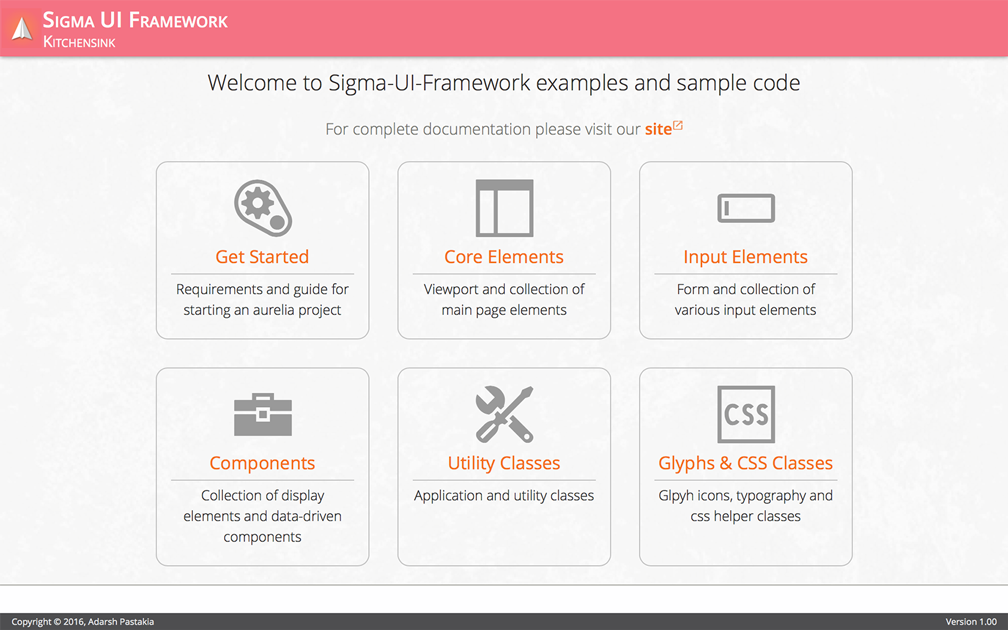 Sigma UI Framework
Kitchensink
Welcome to Sigma-UI-Framework examples and sample code
For complete documentation please visit our site
Get Started
Requirements and guide for
starting an aurelia project
Core Elements
Viewport and collection of
main page elements
Input Elements
Form and collection of
various input elements
Components
Collection of display
elements and data-driven
components
Utility Classes
Application and utility classes
CSS
Glyphs & CSS Classes
Glpyh icons, typography and
css helper classes
Copyright © 2016, Adarsh Pastakia
Version 1.00